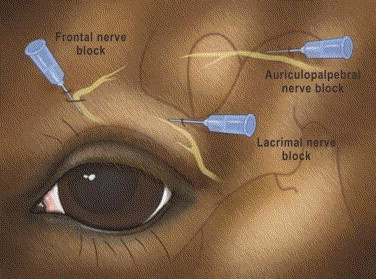 Frontal nerve
block
Auriculopalpebral
nerve block
Lacrimal nerve
block